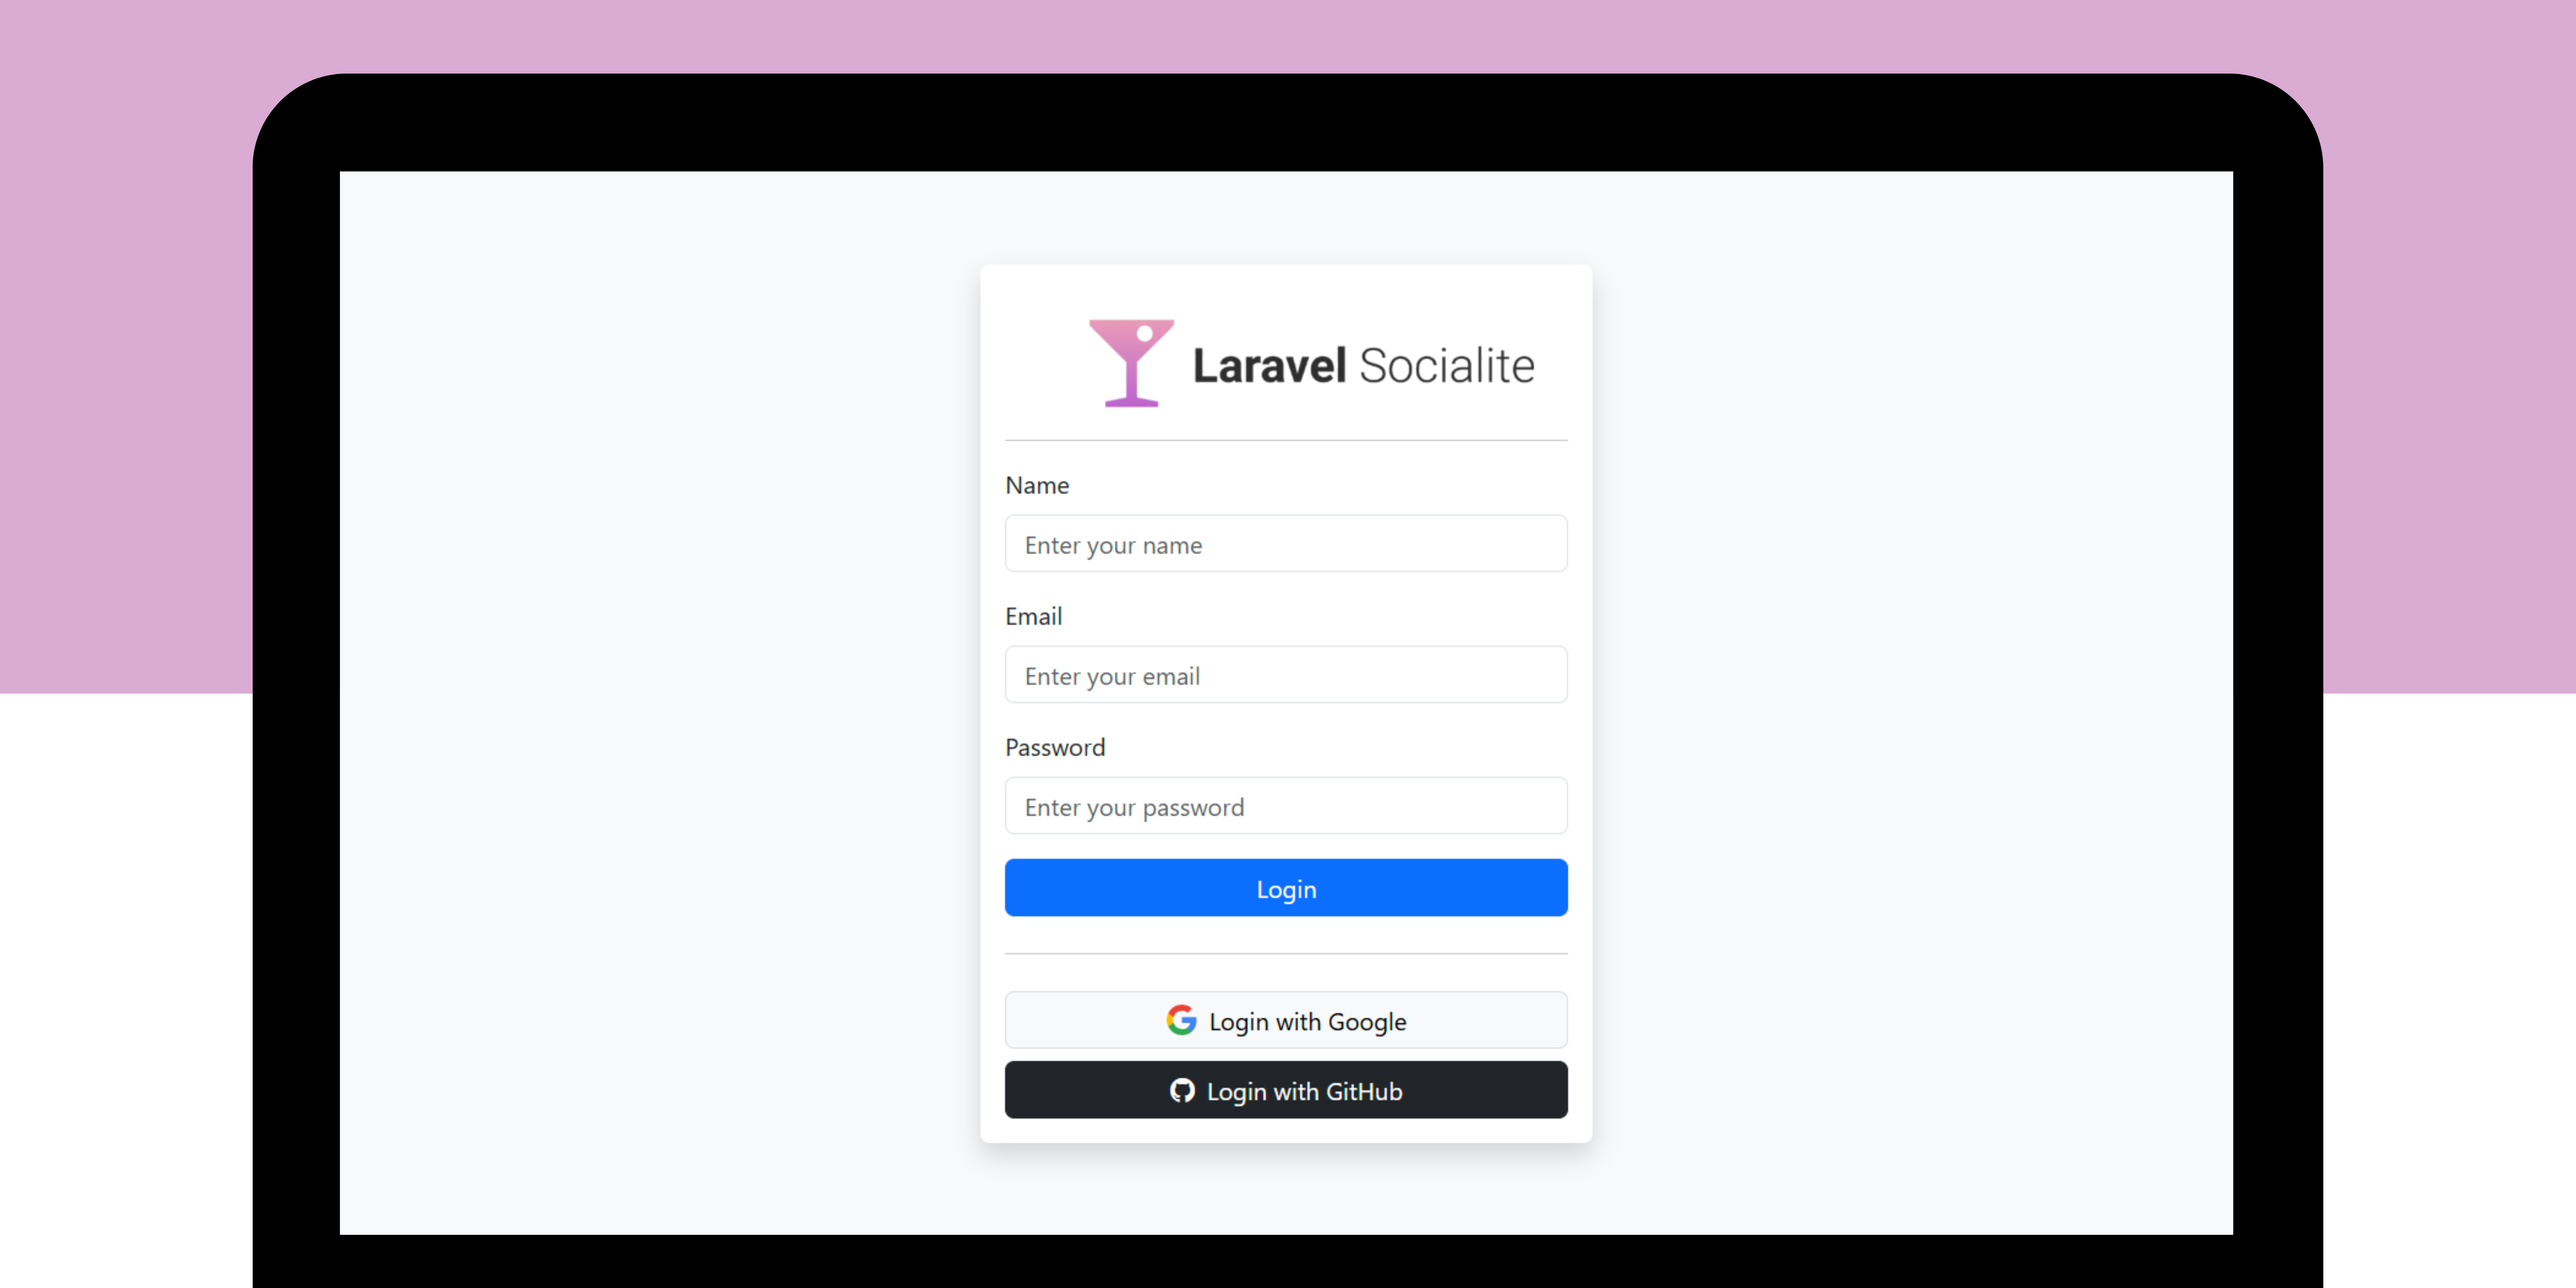 Laravel Socialite
Name
Enter your name
Email
Enter your email
Password
Enter your password
Login
Login with Google
Login with GitHub